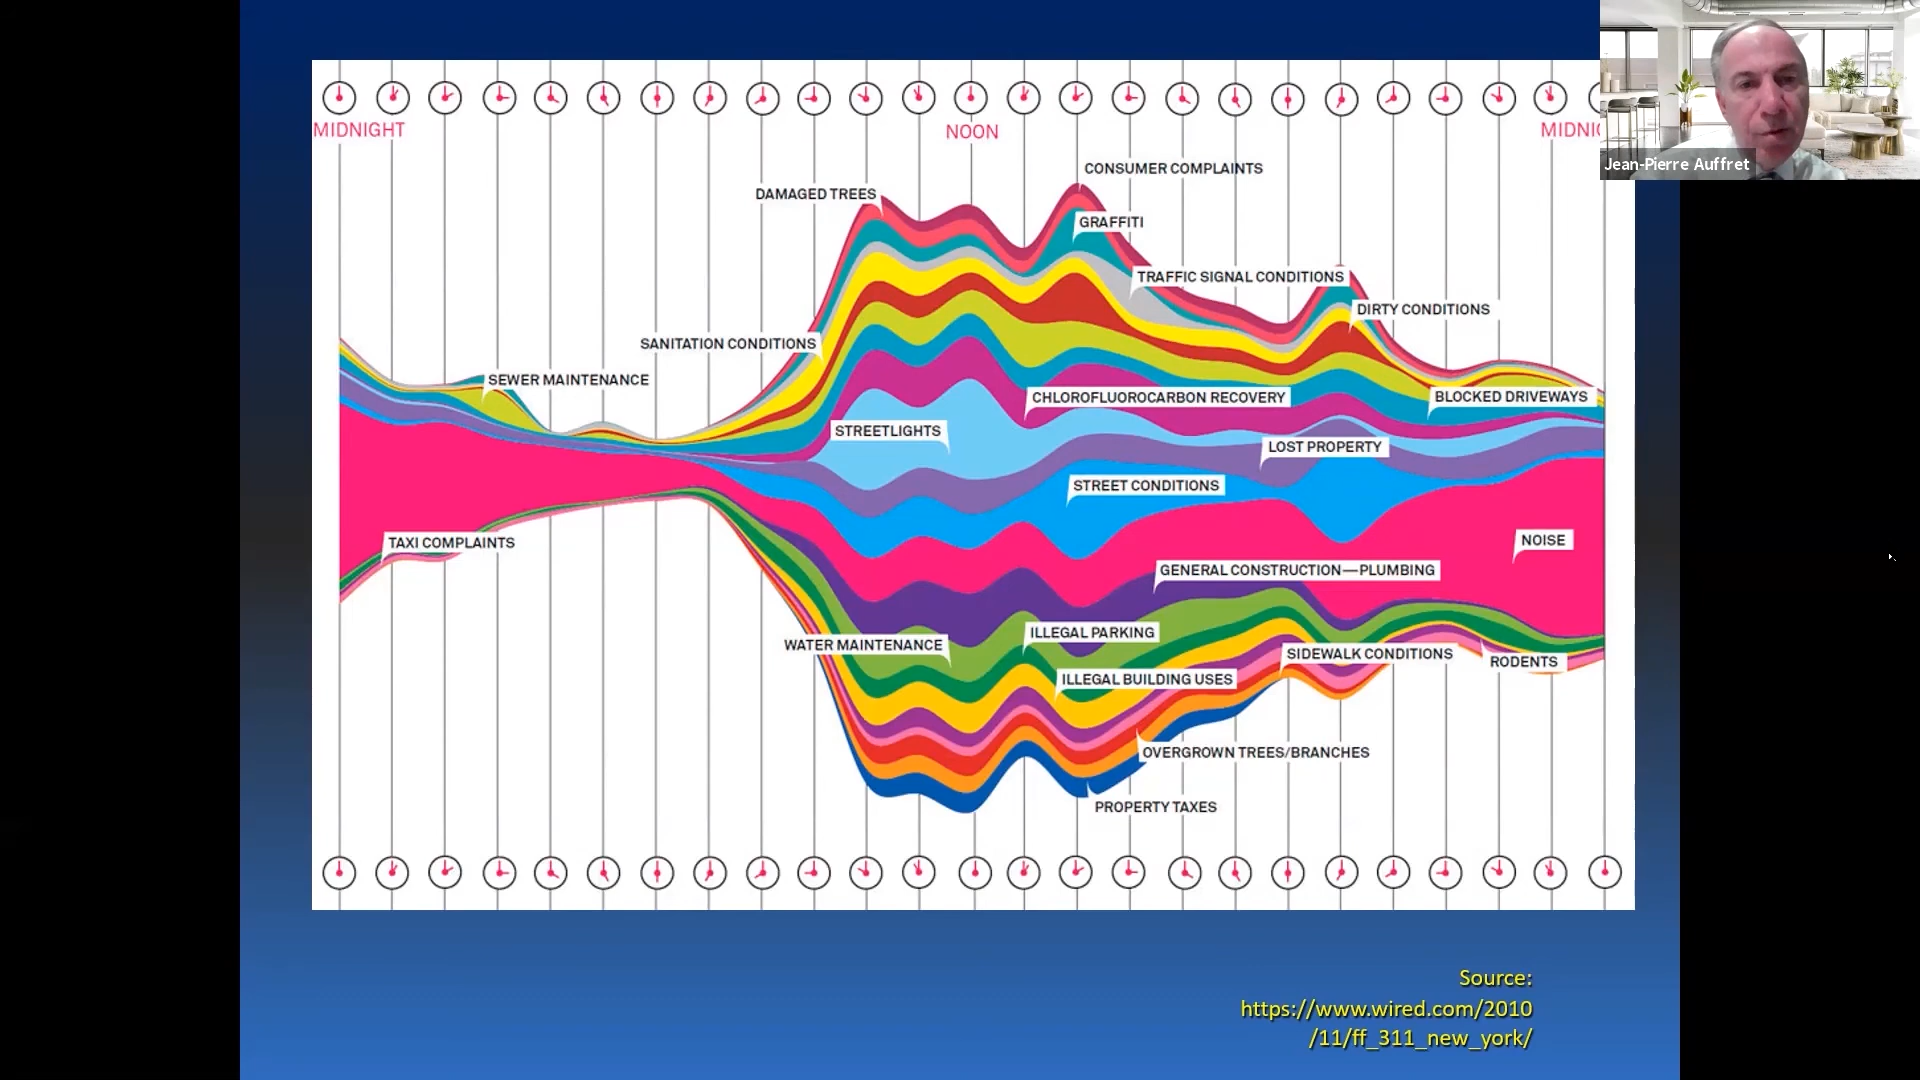 MIDNIGHT
NOON
MIDNI
Jean-Pierre Auffret
CONSUMER COMPLAINTS
DAMAGED TREES
GRAFFITI
TRAFFIC SIGNAL CONDITIONS
DIRTY CONDITIONS
SANITATION CONDITIONS
SEWER MAINTENANCE
CHLOROFLUOROCARBON RECOVERY
BLOCKED DRIVEWAYS
STREETLIGHTS
LOST PROPERTY
STREET CONDITIONS
TAXI COMPLAINTS
NOISE
GENERAL CONSTRUCTION—PLUMBING
ILLEGAL PARKING
WATER MAINTENANCE
SIDEWALK CONDITIONS
RODENTS
ILLEGAL BUILDING USES
OVERGROWN TREES/BRANCHES
PROPERTY TAXES
Source:
https://www.wired.com/2010
/11/ff_311_new_york/